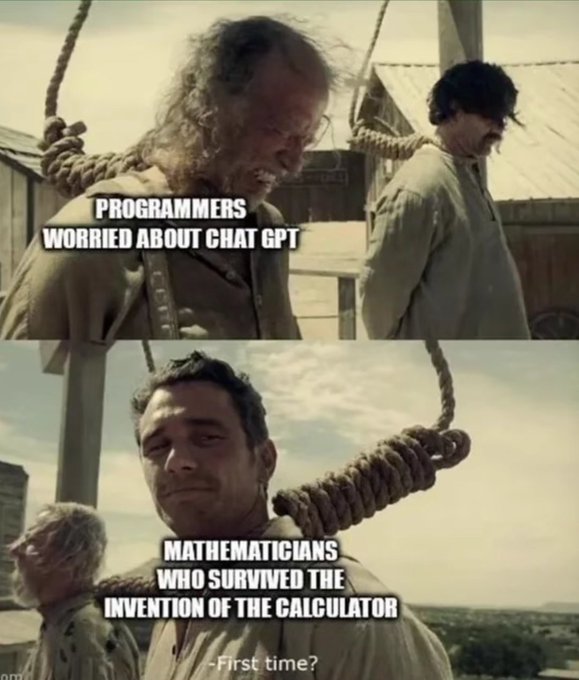 PROGRAMMERS
WORRIED ABOUT CHAT GPT
MATHEMATICIANS
WHO SURVIVED THE
INVENTION OF THE CALCULATOR
-First time?